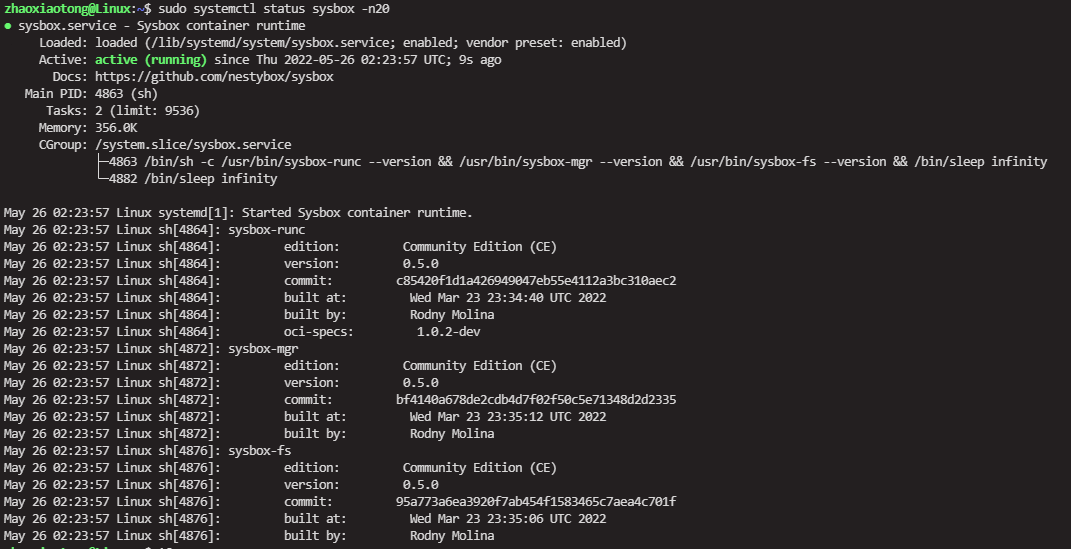 zhaoxiaotong@Linux:~$ sudo systemctl status sysbox -n20
● sysbox.service - Sysbox container runtime
     Loaded: loaded (/lib/systemd/system/sysbox.service; enabled; vendor preset: enabled)
     Active: active (running) since Thu 2022-05-26 02:23:57 UTC; 9s ago
       Docs: https://github.com/nestybox/sysbox
   Main PID: 4863 (sh)
      Tasks: 2 (limit: 9536)
     Memory: 356.0K
     CGroup: /system.slice/sysbox.service
             ├─4863 /bin/sh -c /usr/bin/sysbox-runc --version && /usr/bin/sysbox-mgr --version && /usr/bin/sysbox-fs --version && /bin/sleep infinity
             └─4882 /bin/sleep infinity

May 26 02:23:57 Linux systemd[1]: Started Sysbox container runtime.
May 26 02:23:57 Linux sh[4864]: sysbox-runc
May 26 02:23:57 Linux sh[4864]:         edition:         Community Edition (CE)
May 26 02:23:57 Linux sh[4864]:         version:         0.5.0
May 26 02:23:57 Linux sh[4864]:         commit:         c85420f1d1a426949047eb55e4112a3bc310aec2
May 26 02:23:57 Linux sh[4864]:         built at:         Wed Mar 23 23:34:40 UTC 2022
May 26 02:23:57 Linux sh[4864]:         built by:         Rodny Molina
May 26 02:23:57 Linux sh[4864]:         oci-specs:         1.0.2-dev
May 26 02:23:57 Linux sh[4872]: sysbox-mgr
May 26 02:23:57 Linux sh[4872]:         edition:         Community Edition (CE)
May 26 02:23:57 Linux sh[4872]:         version:         0.5.0
May 26 02:23:57 Linux sh[4872]:         commit:         bf4140a678de2cdb4d7f02f50c5e71348d2d2335
May 26 02:23:57 Linux sh[4872]:         built at:         Wed Mar 23 23:35:12 UTC 2022
May 26 02:23:57 Linux sh[4872]:         built by:         Rodny Molina
May 26 02:23:57 Linux sh[4876]: sysbox-fs
May 26 02:23:57 Linux sh[4876]:         edition:         Community Edition (CE)
May 26 02:23:57 Linux sh[4876]:         version:         0.5.0
May 26 02:23:57 Linux sh[4876]:         commit:         95a773a6ea3920f7ab454f1583465c7aea4c701f
May 26 02:23:57 Linux sh[4876]:         built at:         Wed Mar 23 23:35:06 UTC 2022
May 26 02:23:57 Linux sh[4876]:         built by:         Rodny Molina